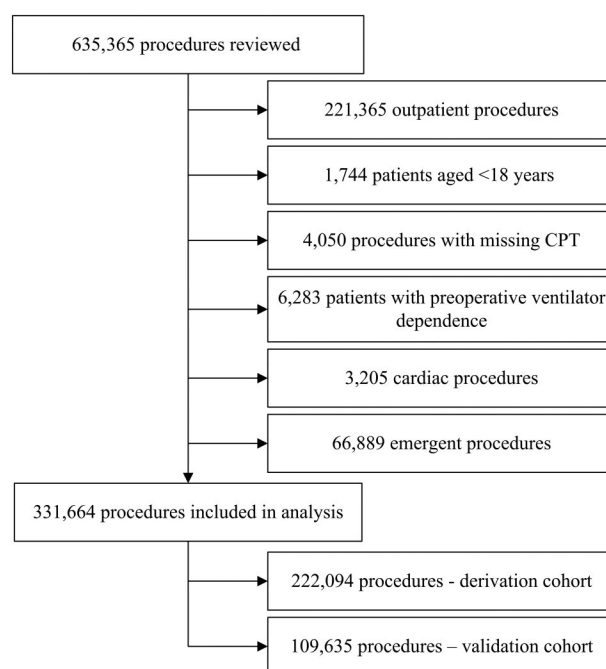 635,365 procedures reviewed
221,365 outpatient procedures
1,744 patients aged <18 years
4,050 procedures with missing CPT
6,283 patients with preoperative ventilator
dependence
3,205 cardiac procedures
66,889 emergent procedures
331,664 procedures included in analysis
222,094 procedures - derivation cohort
109,635 procedures – validation cohort